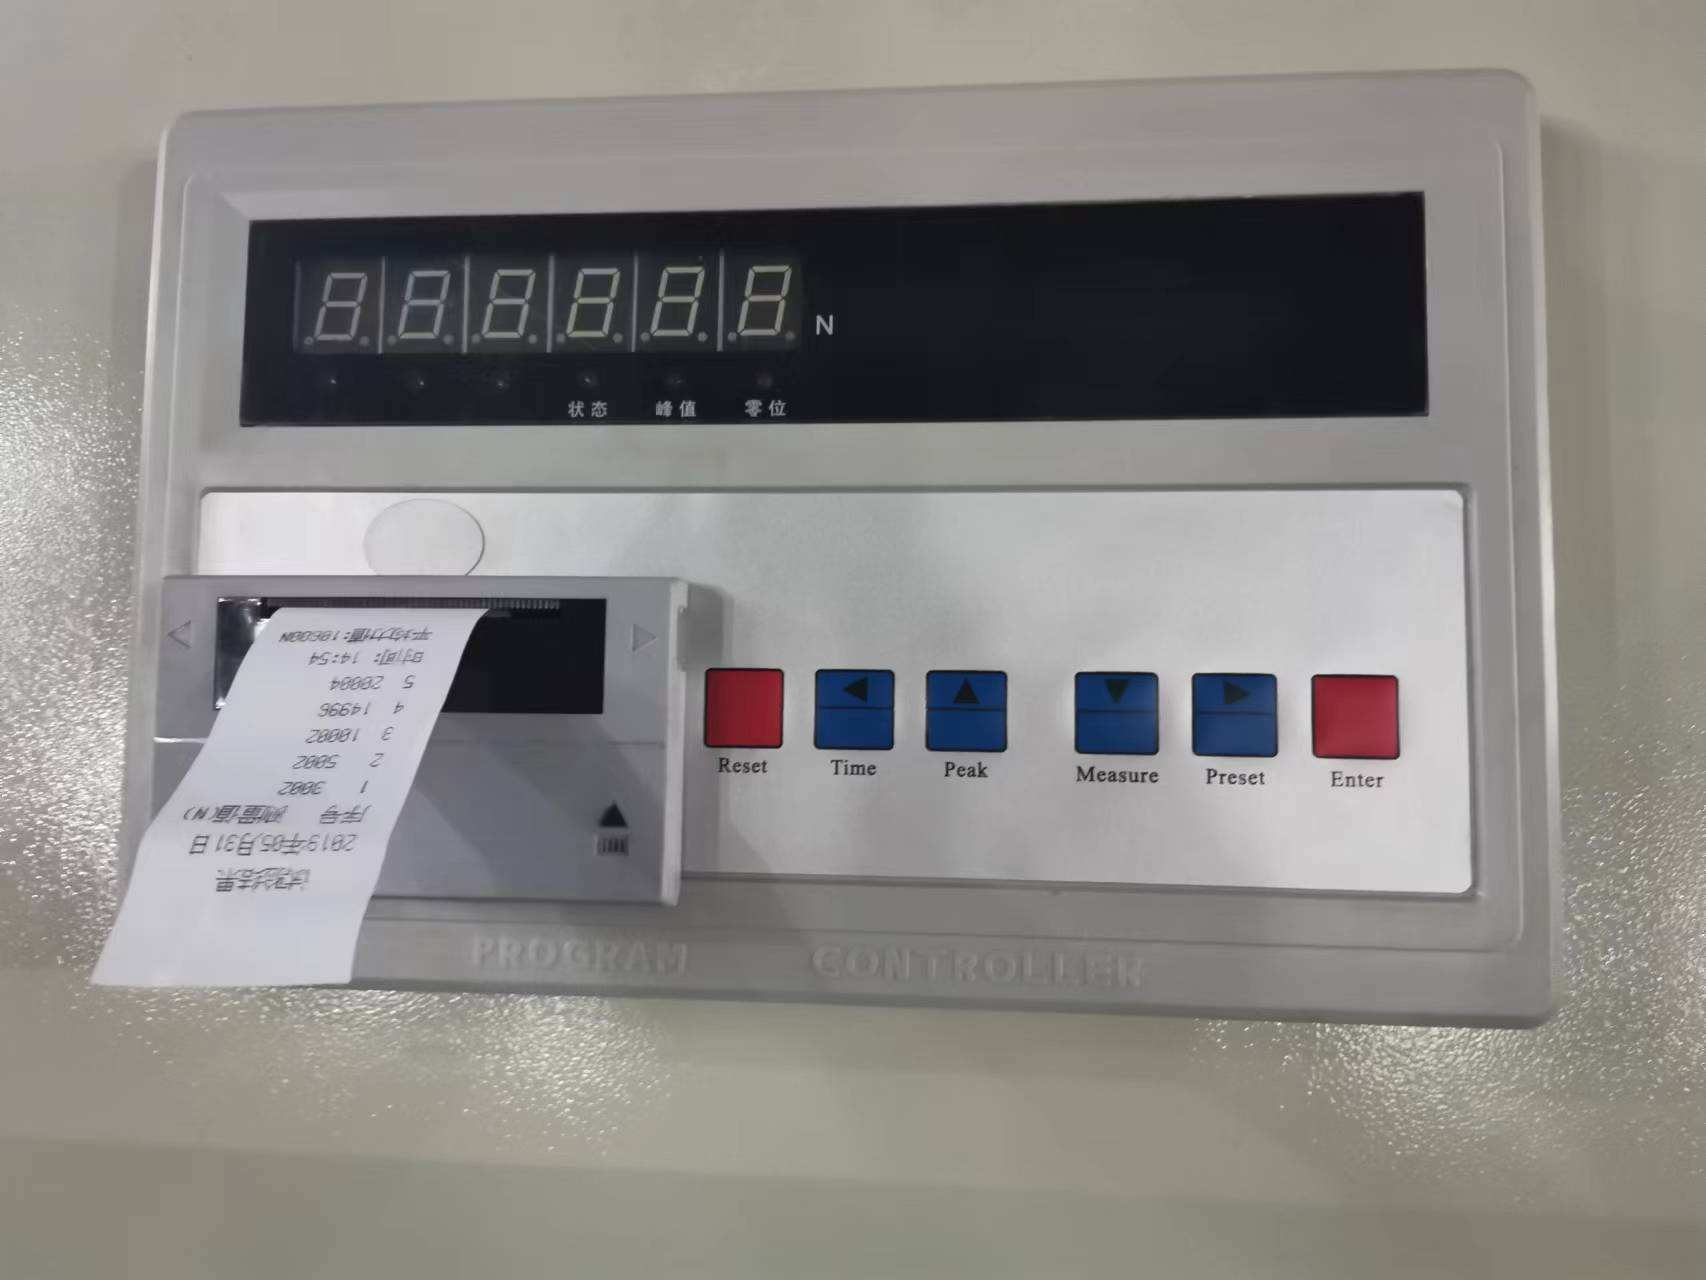 N
状态 峰值 零位
试验结果
2019年05月31日
序号 测量值(N)
1 3002
2 5002
3 10002
4 14996
5 20004
时间: 14:54
平均力值:10600N
Reset Time Peak Measure Preset Enter
PROGRAM CONTROLLER